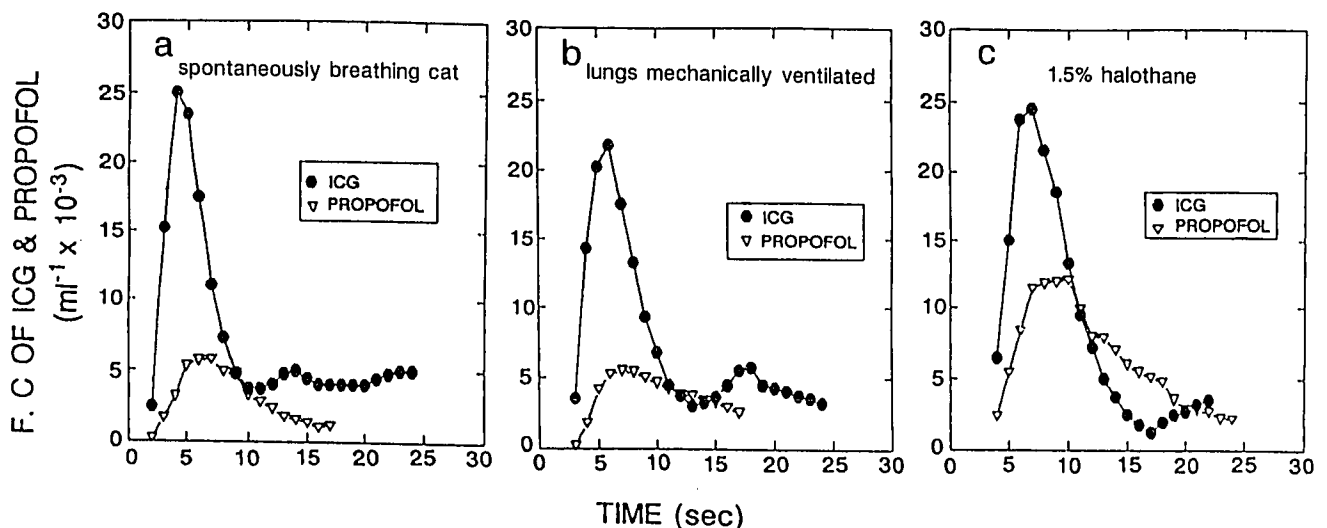 F. C OF ICG & PROPOFOL
(ml⁻¹ x 10⁻³)
a
spontaneously breathing cat
ICG
PROPOFOL
30
25
20
15
10
5
0
0 5 10 15 20 25 30
b
lungs mechanically ventilated
ICG
PROPOFOL
30
25
20
15
10
5
0
0 5 10 15 20 25 30
c
1.5% halothane
ICG
PROPOFOL
30
25
20
15
10
5
0
0 5 10 15 20 25 30
TIME (sec)